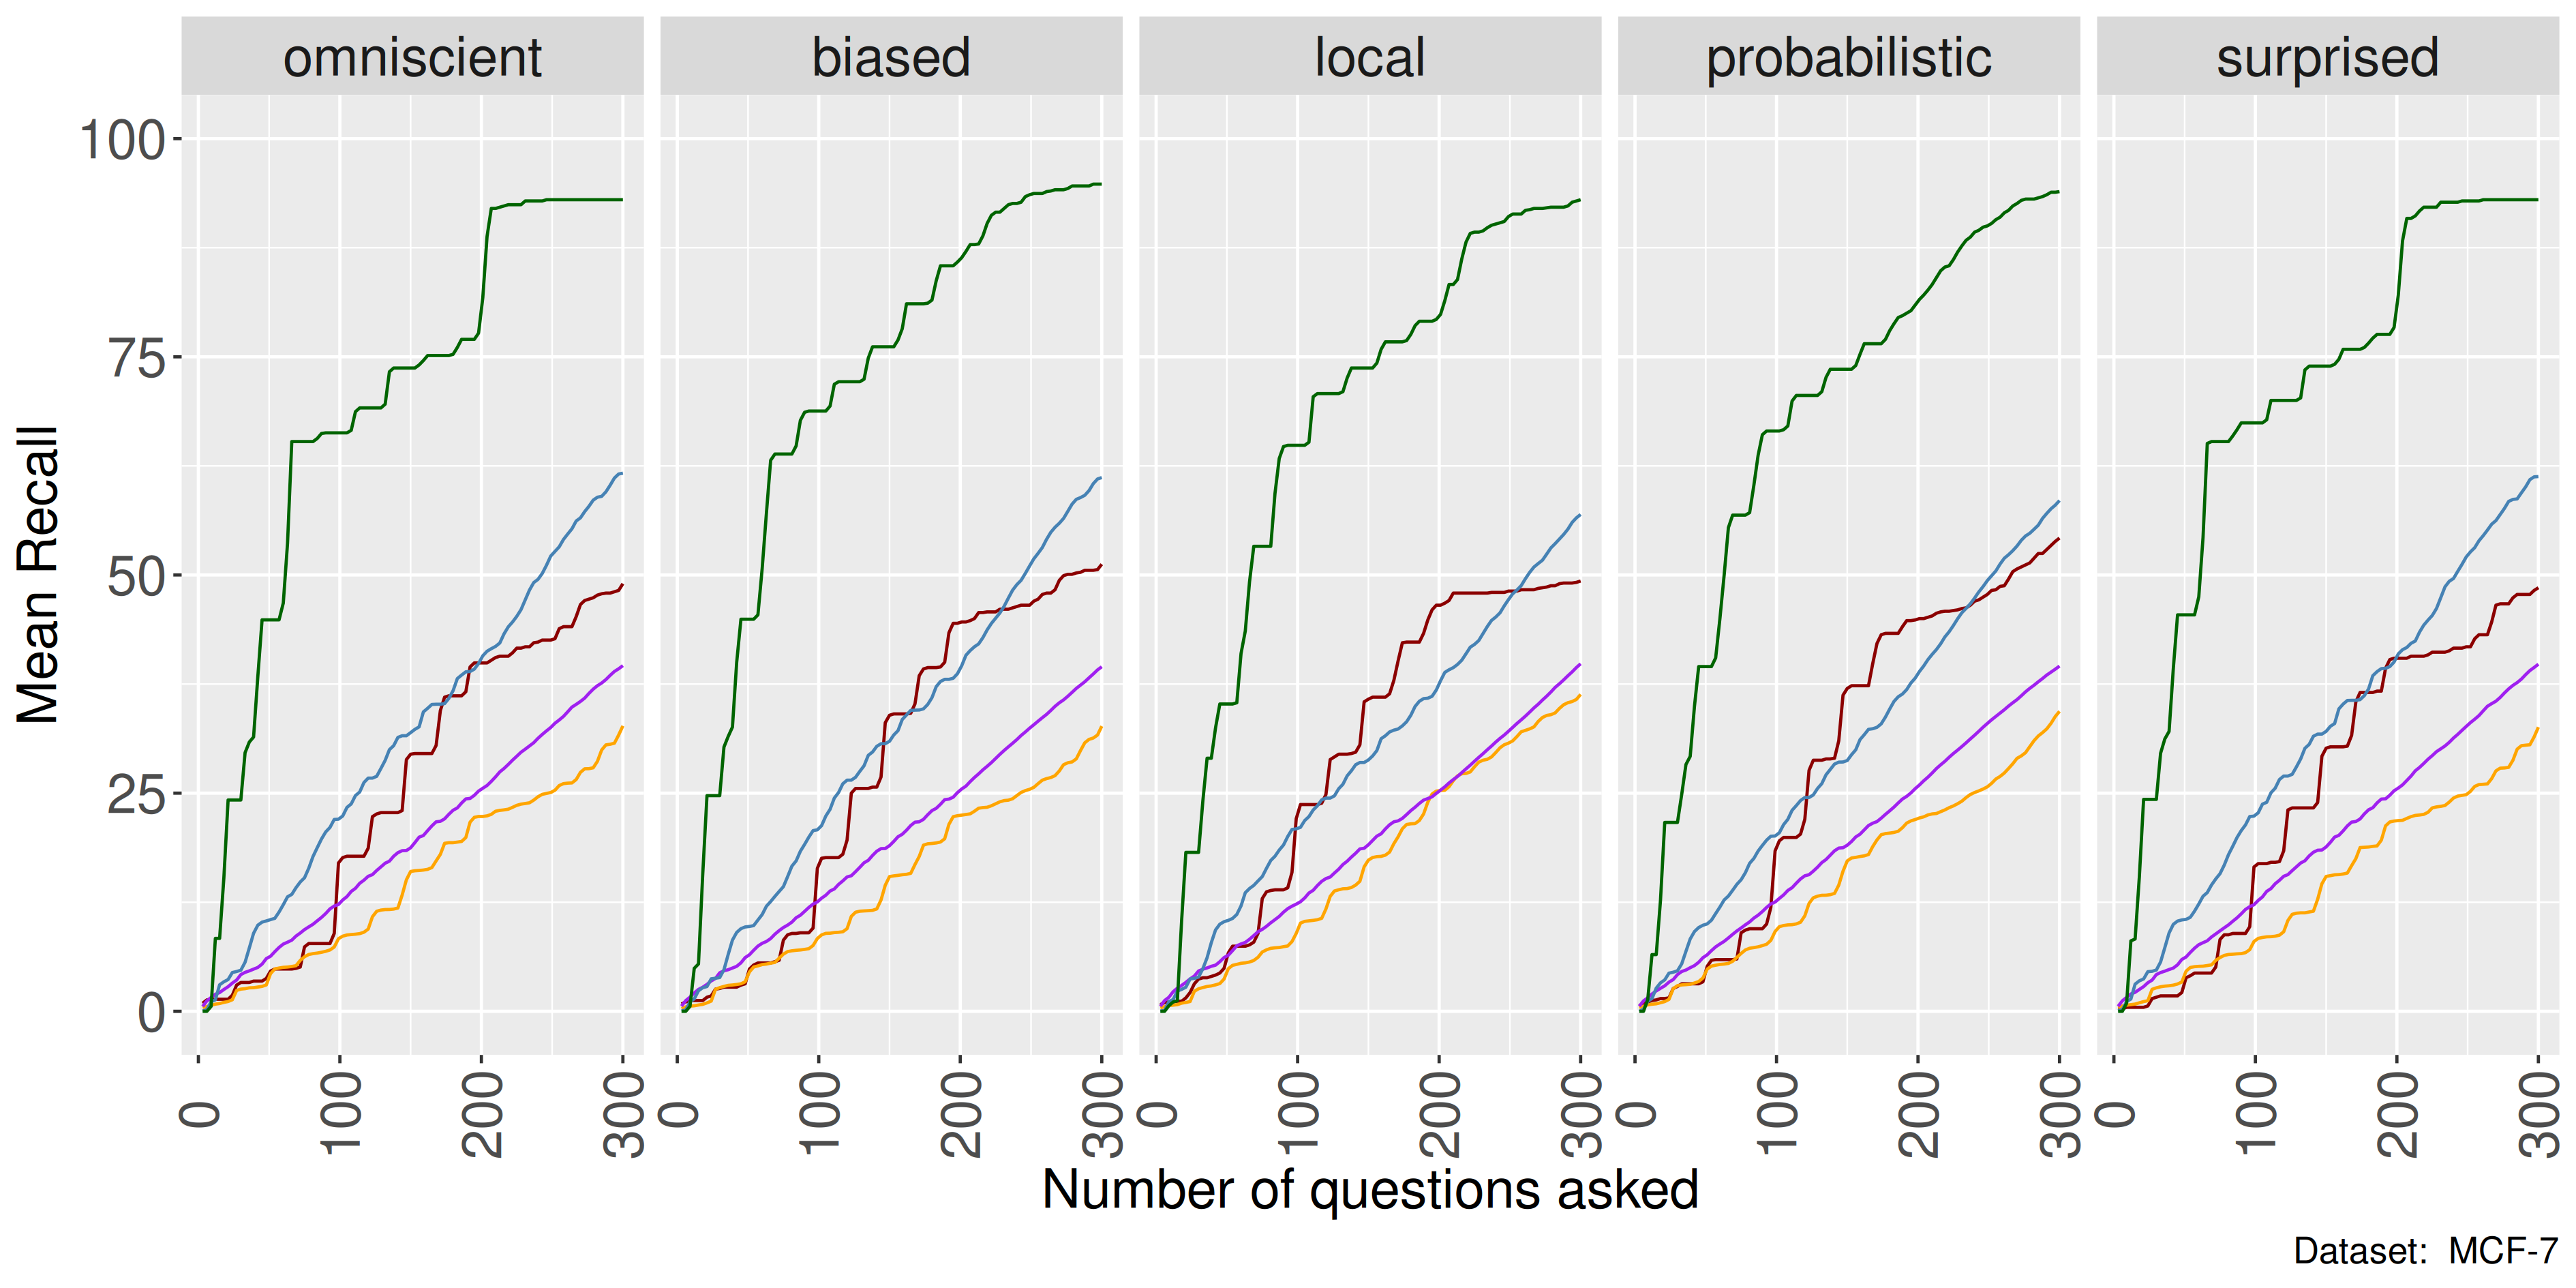 omniscient biased local probabilistic surprised
100
75
50
25
0
Mean Recall
0 100 200 300 0 100 200 300 0 100 200 300 0 100 200 300 0 100 200 300
Number of questions asked
Dataset: MCF-7